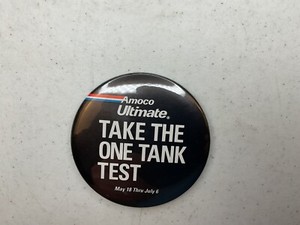 Amoco
Ultimate®
TAKE THE
ONE TANK
TEST
May 18 Thru July 6